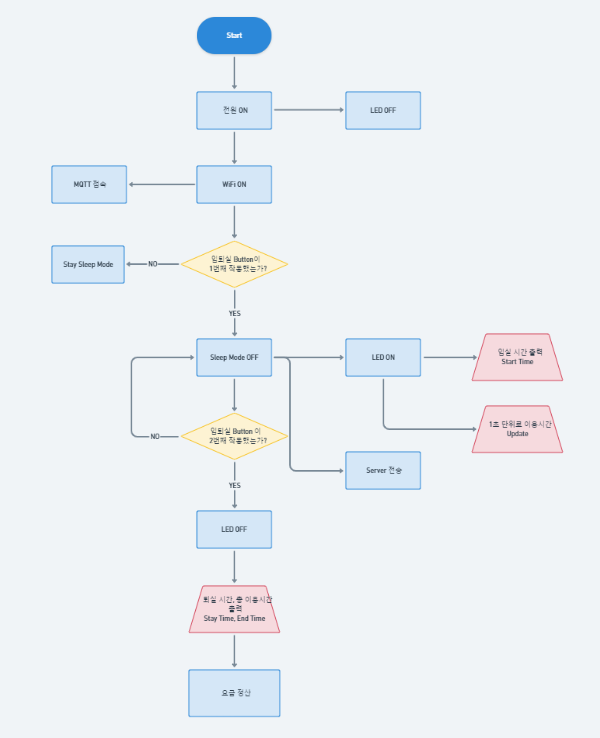 Start
전원 ON
LED OFF
MQTT 접속
WiFi ON
Stay Sleep Mode
NO
입퇴실 Button이
1번째 작동했는가?
YES
Sleep Mode OFF
LED ON
입실 시간 출력
Start Time
1초 단위로 이용시간
Update
NO
입퇴실 Button 이
2번째 작동했는가?
Server 전송
YES
LED OFF
퇴실 시간, 총 이용시간
출력
Stay Time, End Time
요금 정산